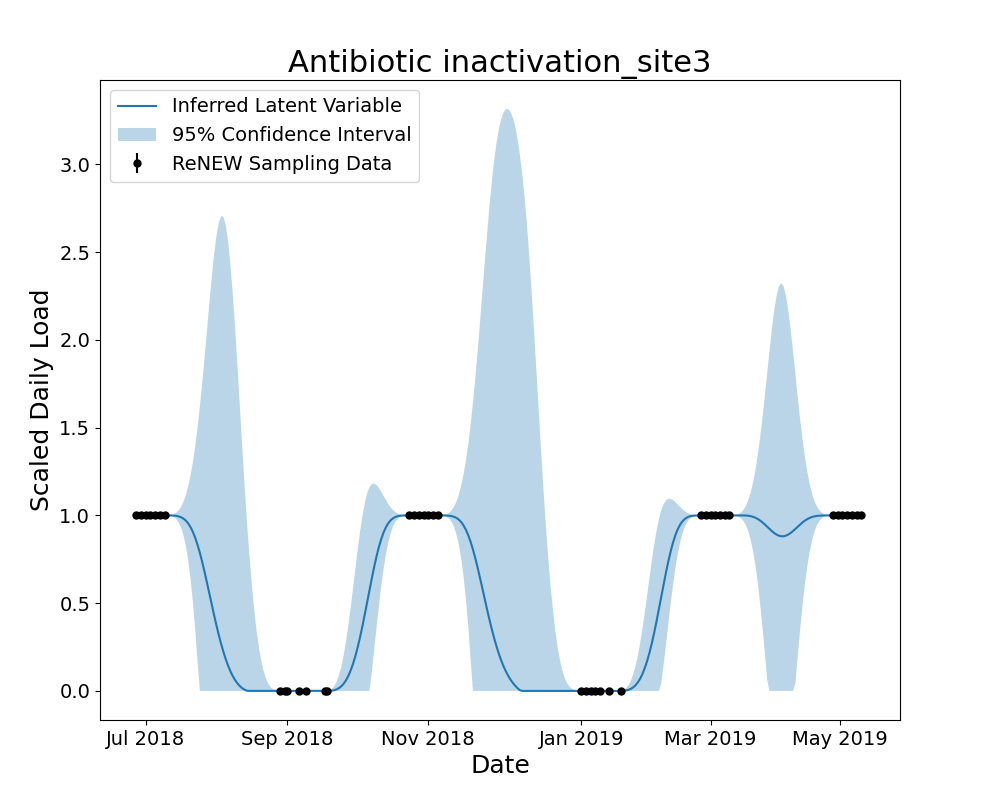 Antibiotic inactivation_site3
Inferred Latent Variable
95% Confidence Interval
ReNEW Sampling Data
Scaled Daily Load
3.0
2.5
2.0
1.5
1.0
0.5
0.0
Jul 2018
Sep 2018
Nov 2018
Jan 2019
Mar 2019
May 2019
Date